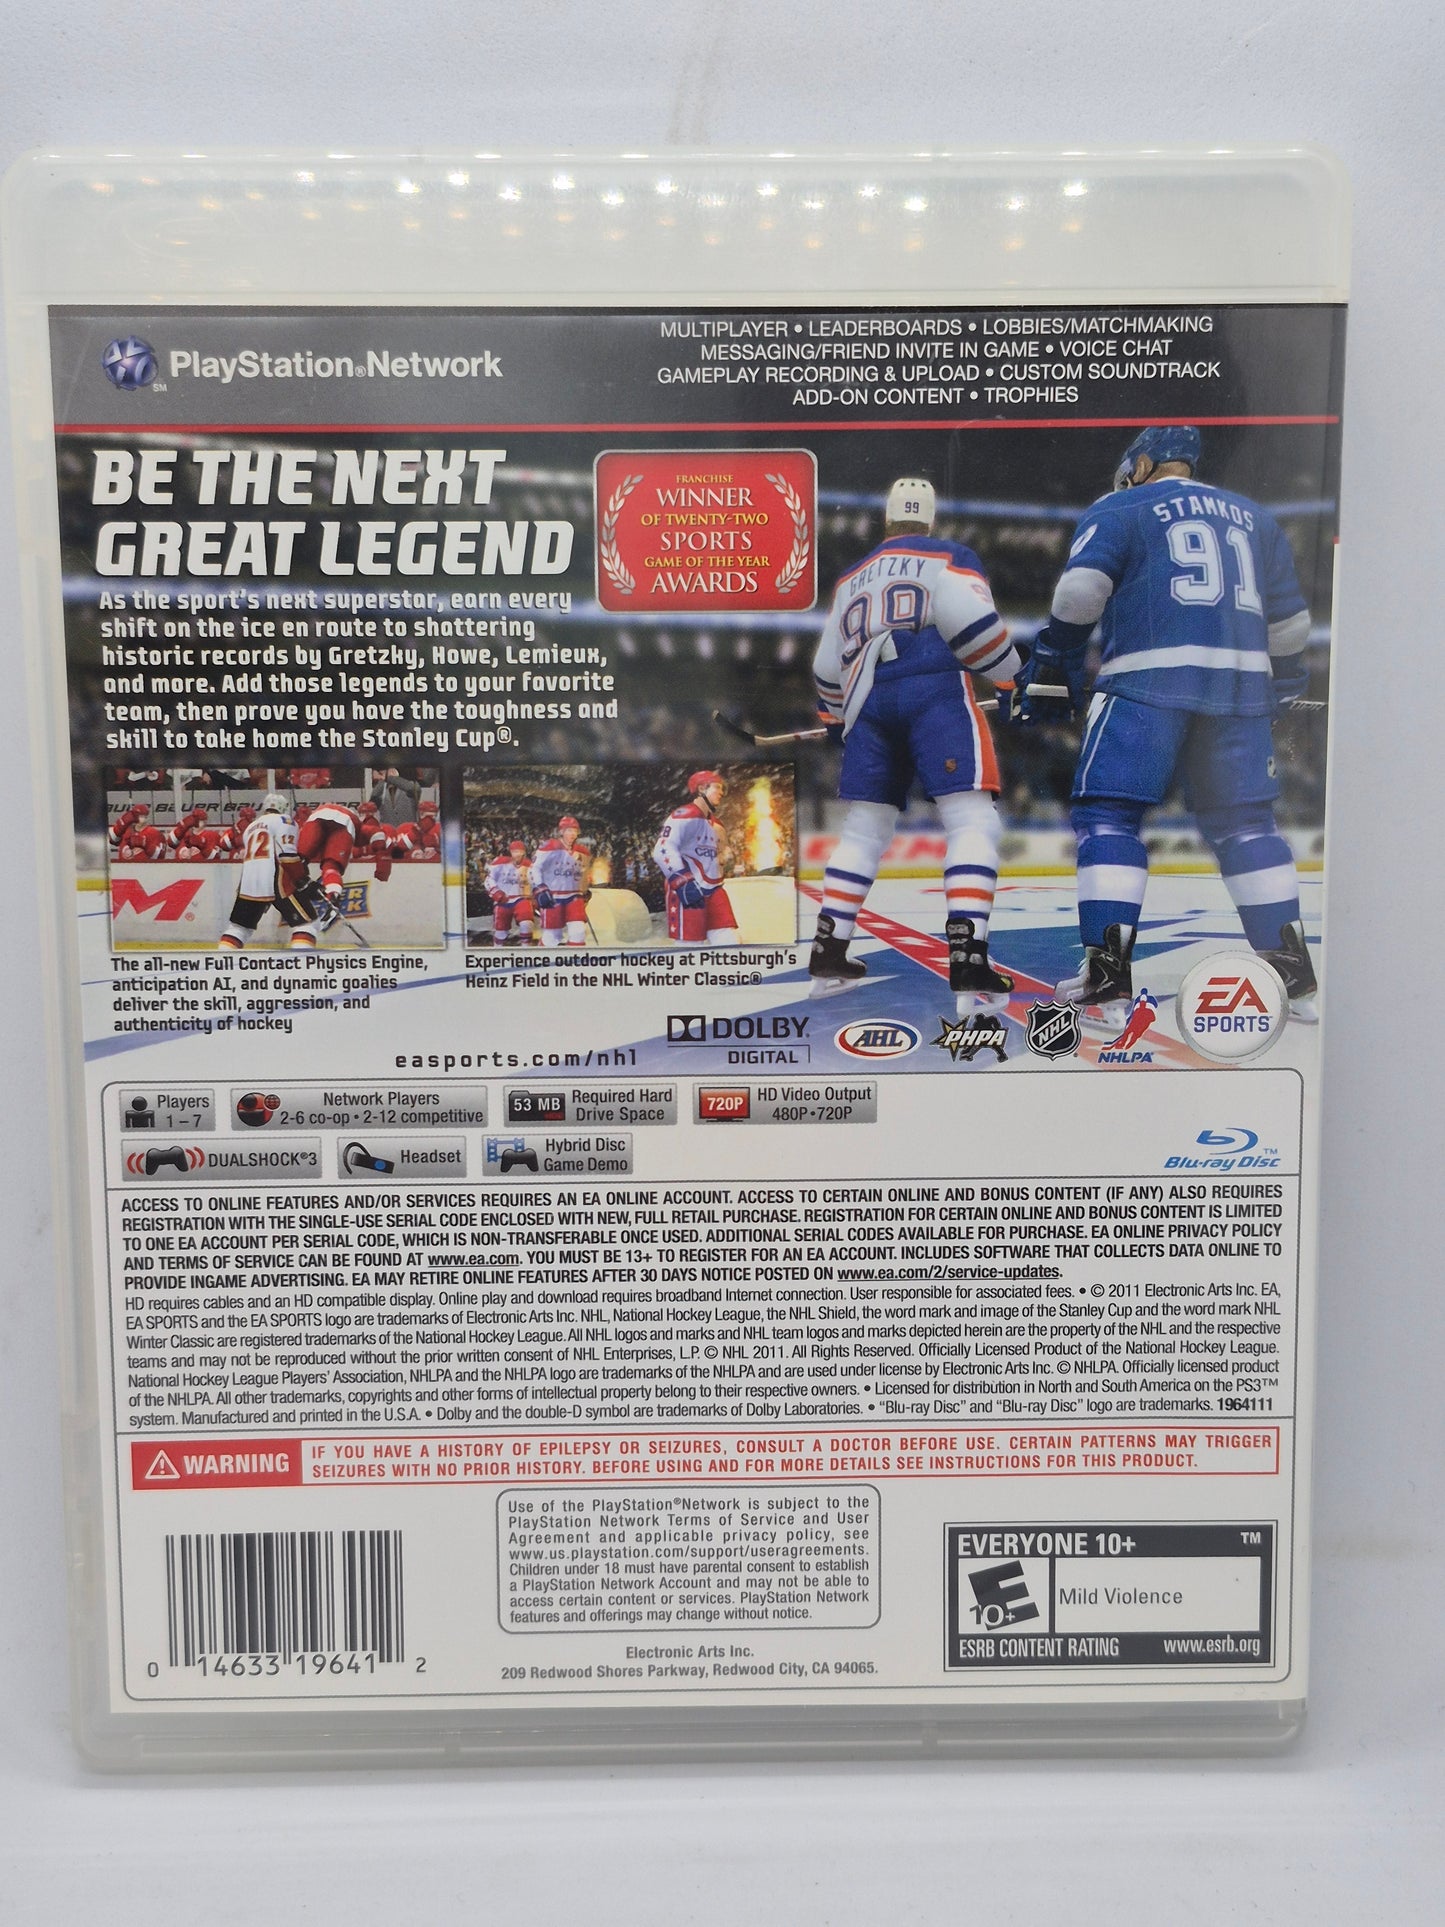 PlayStation®Network
SM
MULTIPLAYER • LEADERBOARDS • LOBBIES/MATCHMAKING
MESSAGING/FRIEND INVITE IN GAME • VOICE CHAT
GAMEPLAY RECORDING & UPLOAD • CUSTOM SOUNDTRACK
ADD-ON CONTENT • TROPHIES
BE THE NEXT
GREAT LEGEND
As the sport's next superstar, earn every
shift on the ice en route to shattering
historic records by Gretzky, Howe, Lemieux,
and more. Add those legends to your favorite
team, then prove you have the toughness and
skill to take home the Stanley Cup®.
FRANCHISE
WINNER
OF TWENTY-TWO
SPORTS
GAME OF THE YEAR
AWARDS
99
GRETZKY
99
STAMKOS
91
BAUER BAUER
12
12
The all-new Full Contact Physics Engine,
anticipation AI, and dynamic goalies
deliver the skill, aggression, and
authenticity of hockey
Experience outdoor hockey at Pittsburgh's
Heinz Field in the NHL Winter Classic®
easports.com/nhl
DOLBY
DIGITAL
AHL
PHPA
NHL
NHLPA
EA
SPORTS™
Players
1 – 7
Network Players
2-6 co-op • 2-12 competitive
53 MB
Required Hard
Drive Space
720P
HD Video Output
480P•720P
DUALSHOCK®3
Headset
Hybrid Disc
Game Demo
Blu-ray Disc™
ACCESS TO ONLINE FEATURES AND/OR SERVICES REQUIRES AN EA ONLINE ACCOUNT. ACCESS TO CERTAIN ONLINE AND BONUS CONTENT (IF ANY) ALSO REQUIRES
REGISTRATION WITH THE SINGLE-USE SERIAL CODE ENCLOSED WITH NEW, FULL RETAIL PURCHASE. REGISTRATION FOR CERTAIN ONLINE AND BONUS CONTENT IS LIMITED
TO ONE EA ACCOUNT PER SERIAL CODE, WHICH IS NON-TRANSFERABLE ONCE USED. ADDITIONAL SERIAL CODES AVAILABLE FOR PURCHASE. EA ONLINE PRIVACY POLICY
AND TERMS OF SERVICE CAN BE FOUND AT www.ea.com. YOU MUST BE 13+ TO REGISTER FOR AN EA ACCOUNT. INCLUDES SOFTWARE THAT COLLECTS DATA ONLINE TO
PROVIDE INGAME ADVERTISING. EA MAY RETIRE ONLINE FEATURES AFTER 30 DAYS NOTICE POSTED ON www.ea.com/2/service-updates.
HD requires cables and an HD compatible display. Online play and download requires broadband Internet connection. User responsible for associated fees. • © 2011 Electronic Arts Inc. EA,
EA SPORTS and the EA SPORTS logo are trademarks of Electronic Arts Inc. NHL, National Hockey League, the NHL Shield, the word mark and image of the Stanley Cup and the word mark NHL
Winter Classic are registered trademarks of the National Hockey League. All NHL logos and marks and NHL team logos and marks depicted herein are the property of the NHL and the respective
teams and may not be reproduced without the prior written consent of NHL Enterprises, L.P. © NHL 2011. All Rights Reserved. Officially Licensed Product of the National Hockey League.
National Hockey League Players' Association, NHLPA and the NHLPA logo are trademarks of the NHLPA and are used under license by Electronic Arts Inc. © NHLPA. Officially licensed product
of the NHLPA. All other trademarks, copyrights and other forms of intellectual property belong to their respective owners. • Licensed for distribution in North and South America on the PS3™
system. Manufactured and printed in the U.S.A. • Dolby and the double-D symbol are trademarks of Dolby Laboratories. • “Blu-ray Disc” and “Blu-ray Disc” logo are trademarks. 1964111
WARNING
IF YOU HAVE A HISTORY OF EPILEPSY OR SEIZURES, CONSULT A DOCTOR BEFORE USE. CERTAIN PATTERNS MAY TRIGGER
SEIZURES WITH NO PRIOR HISTORY. BEFORE USING AND FOR MORE DETAILS SEE INSTRUCTIONS FOR THIS PRODUCT.
0 14633 19641 2
Use of the PlayStation®Network is subject to the
PlayStation Network Terms of Service and User
Agreement and applicable privacy policy, see
www.us.playstation.com/support/useragreements.
Children under 18 must have parental consent to establish
a PlayStation Network Account and may not be able to
access certain content or services. PlayStation Network
features and offerings may change without notice.
Electronic Arts Inc.
209 Redwood Shores Parkway, Redwood City, CA 94065.
EVERYONE 10+ ™
E
10+
Mild Violence
ESRB CONTENT RATING www.esrb.org